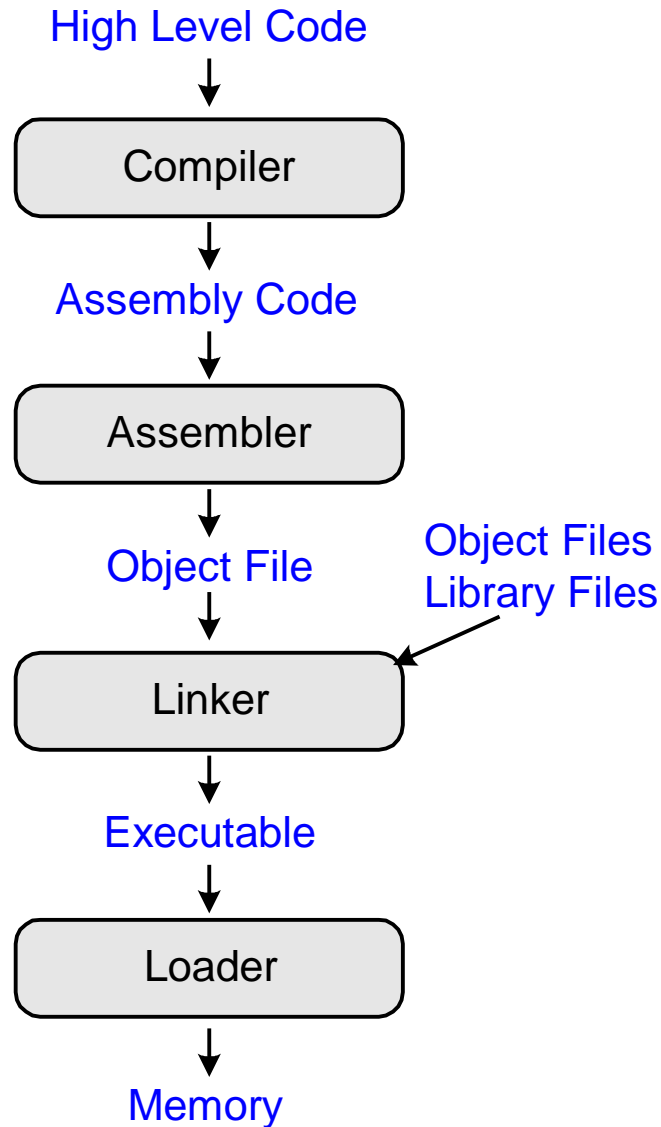 High Level Code
Compiler
Assembly Code
Assembler
Object File
Object Files
Library Files
Linker
Executable
Loader
Memory